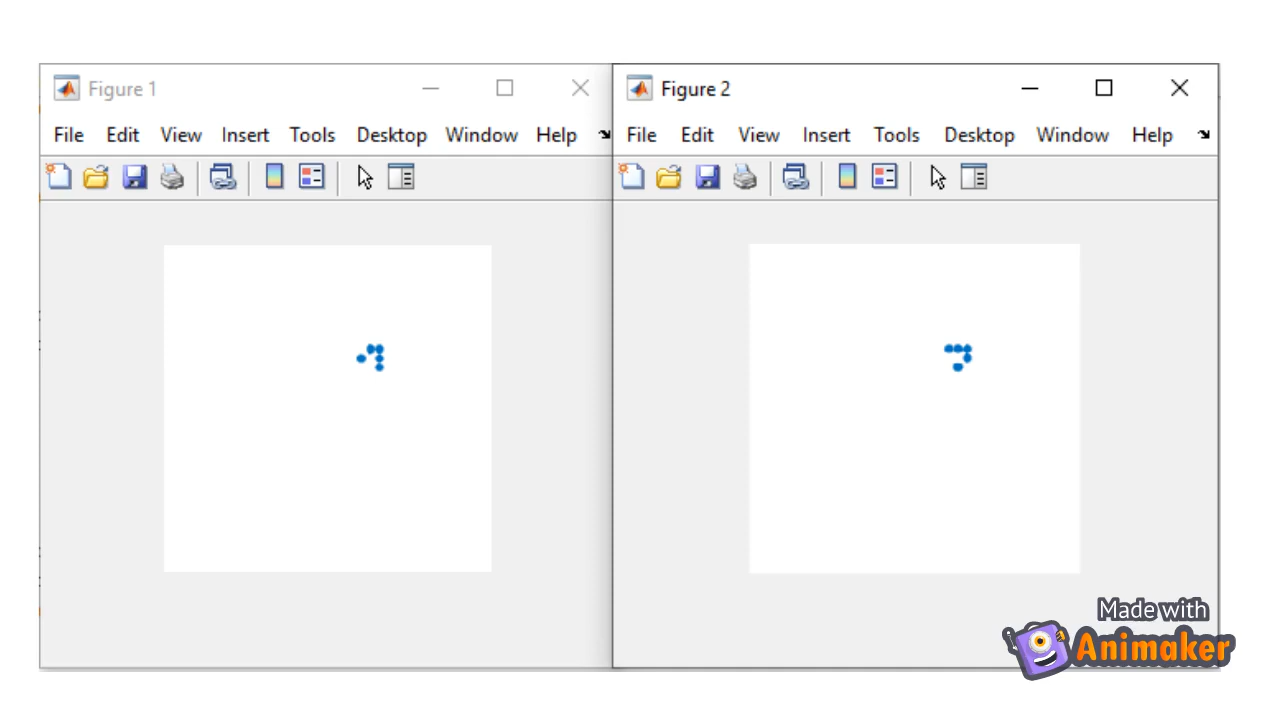 Figure 1
File Edit View Insert Tools Desktop Window Help
Figure 2
File Edit View Insert Tools Desktop Window Help
Made with
Animaker